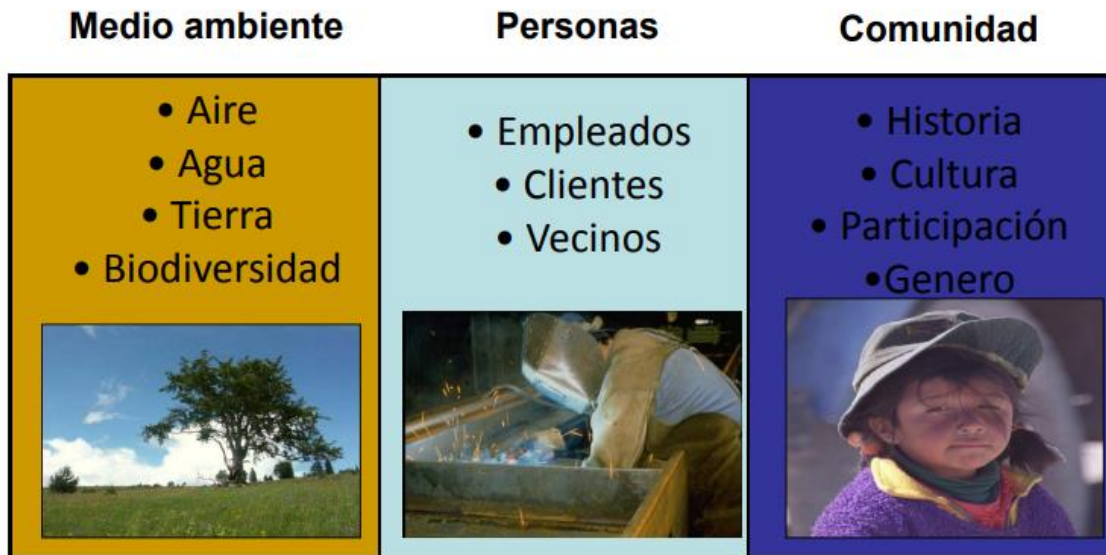 Medio ambiente
Personas
Comunidad
• Aire
• Agua
• Tierra
• Biodiversidad
• Empleados
• Clientes
• Vecinos
• Historia
• Cultura
• Participación
•Genero